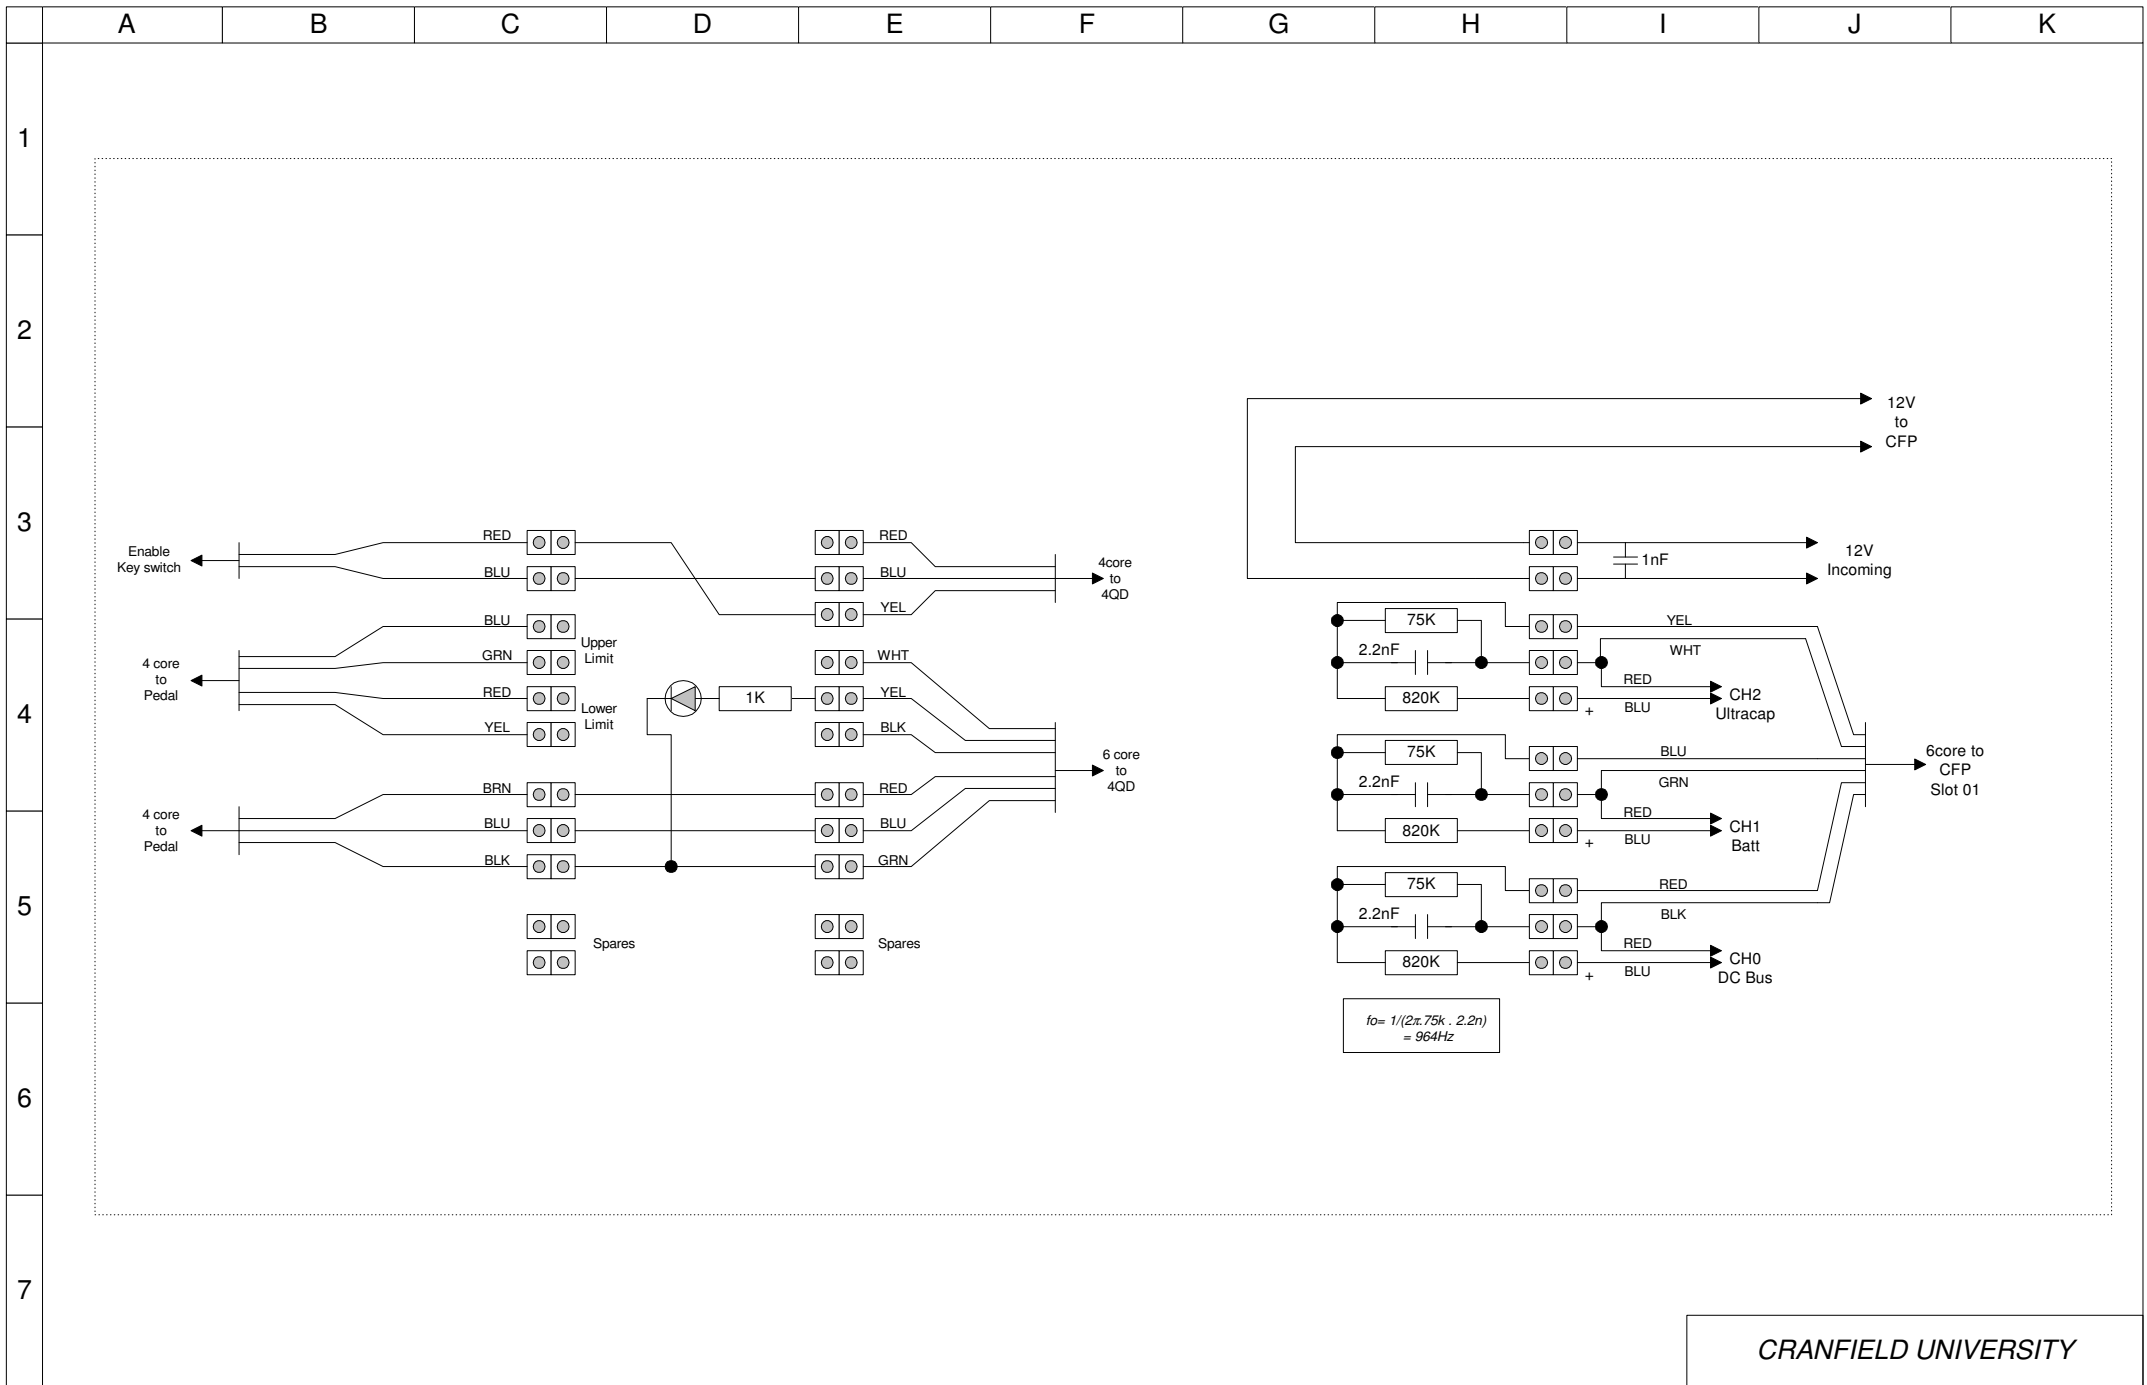 A B C D E F G H I J K
1
2
3
4
5
6
7
Enable
Key switch
RED
BLU
4 core
to
Pedal
BLU
GRN
RED
YEL
Upper
Limit
Lower
Limit
4 core
to
Pedal
BRN
BLU
BLK
Spares
1K
RED
BLU
YEL
4core
to
4QD
WHT
YEL
BLK
RED
BLU
GRN
6 core
to
4QD
Spares
12V
to
CFP
1nF
12V
Incoming
75K
2.2nF
820K
YEL
WHT
RED
+
BLU
CH2
Ultracap
75K
2.2nF
820K
BLU
GRN
RED
+
BLU
CH1
Batt
75K
2.2nF
820K
RED
BLK
RED
+
BLU
CH0
DC Bus
6core to
CFP
Slot 01
fo= 1/(2π.75k . 2.2n)
= 964Hz
CRANFIELD UNIVERSITY